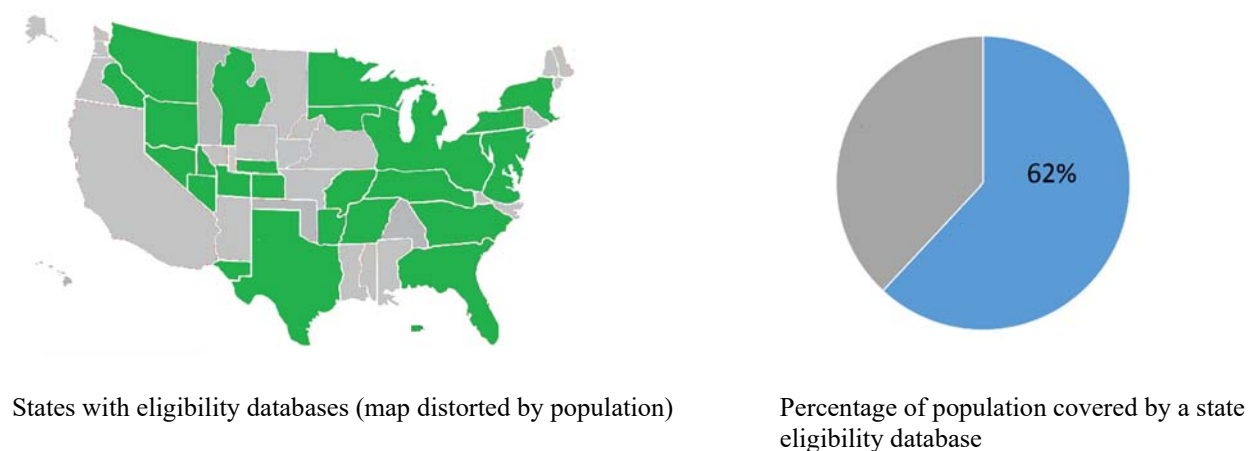 62%
States with eligibility databases (map distorted by population)
Percentage of population covered by a state
eligibility database